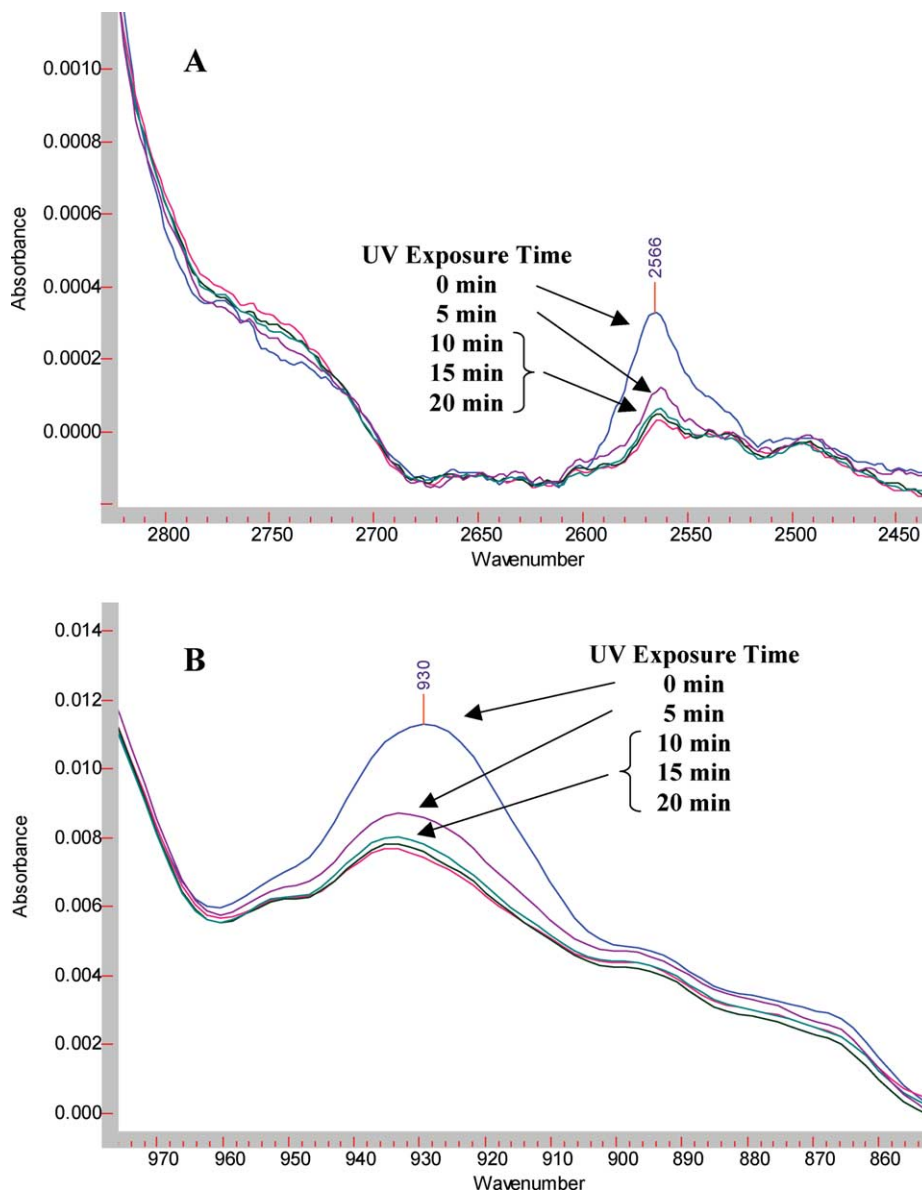 A
0.0010
0.0008
0.0006
0.0004
0.0002
0.0000
Absorbance
UV Exposure Time
0 min
5 min
10 min
15 min
20 min
2566
2800 2750 2700 2650 2600 2550 2500 2450
Wavenumber
B
0.014
0.012
0.010
0.008
0.006
0.004
0.002
0.000
Absorbance
930
UV Exposure Time
0 min
5 min
10 min
15 min
20 min
970 960 950 940 930 920 910 900 890 880 870 860
Wavenumber